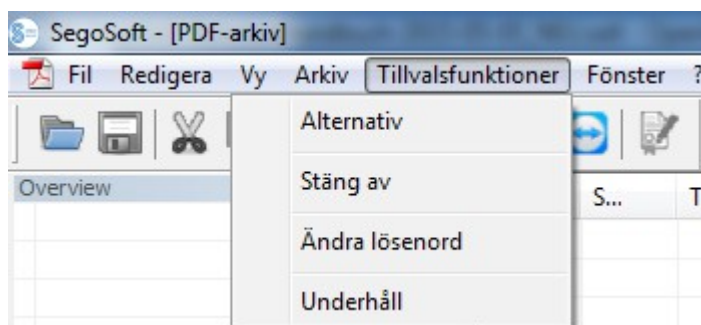 SegoSoft - [PDF-arkiv]
Fil Redigera Vy Arkiv Tillvalsfunktioner Fönster ?
Alternativ
Overview
Stäng av
S...
T
Ändra lösenord
Underhåll